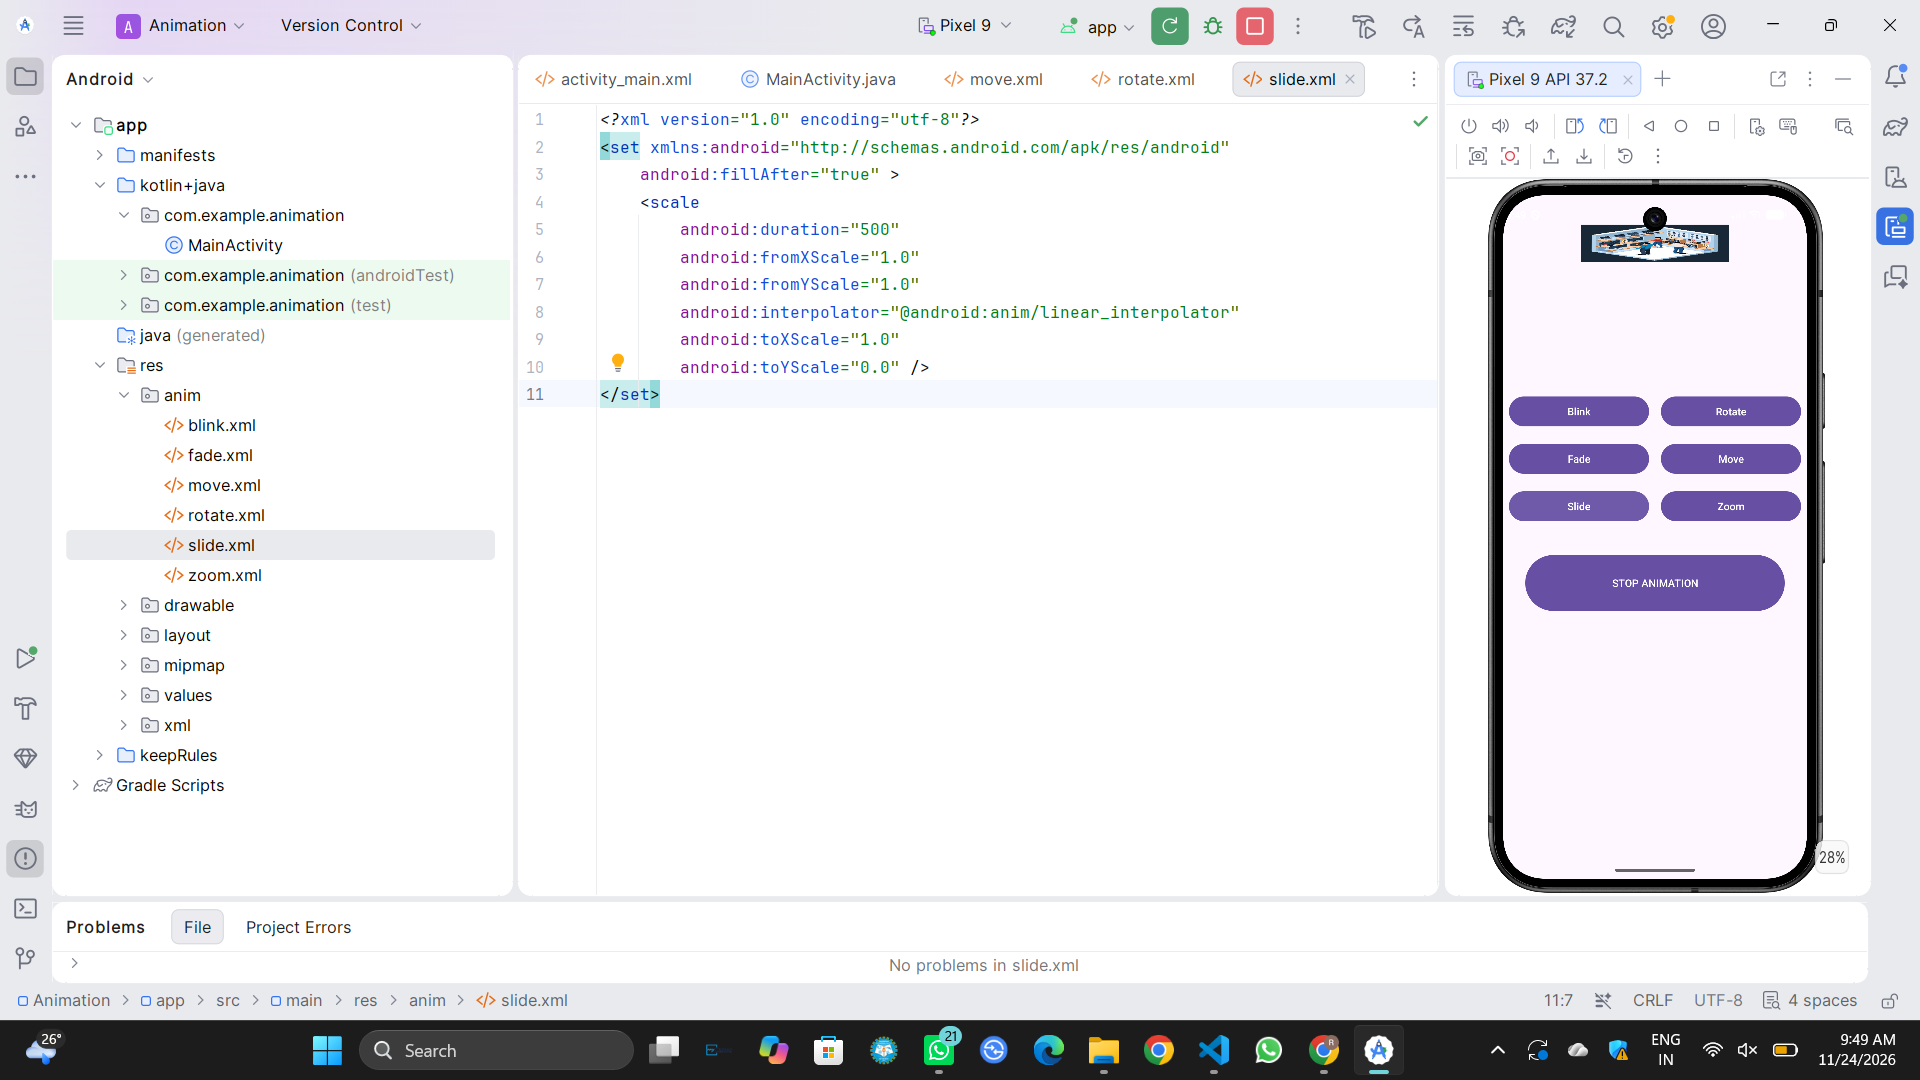 A Animation Version Control Pixel 9 app
Android
app
manifests
kotlin+java
com.example.animation
MainActivity
com.example.animation (androidTest)
com.example.animation (test)
java (generated)
res
anim
blink.xml
fade.xml
move.xml
rotate.xml
slide.xml
zoom.xml
drawable
layout
mipmap
values
xml
keepRules
Gradle Scripts
activity_main.xml MainActivity.java move.xml rotate.xml slide.xml
1 <?xml version="1.0" encoding="utf-8"?>
2 <set xmlns:android="http://schemas.android.com/apk/res/android"
3 android:fillAfter="true" >
4 <scale
5 android:duration="500"
6 android:fromXScale="1.0"
7 android:fromYScale="1.0"
8 android:interpolator="@android:anim/linear_interpolator"
9 android:toXScale="1.0"
10 android:toYScale="0.0" />
11 </set>
Pixel 9 API 37.2
Blink Rotate
Fade Move
Slide Zoom
STOP ANIMATION
28%
Problems File Project Errors
No problems in slide.xml
Animation > app > src > main > res > anim > slide.xml
11:7 CRLF UTF-8 4 spaces
26°
Search
21
ENG
IN
9:49 AM
11/24/2026